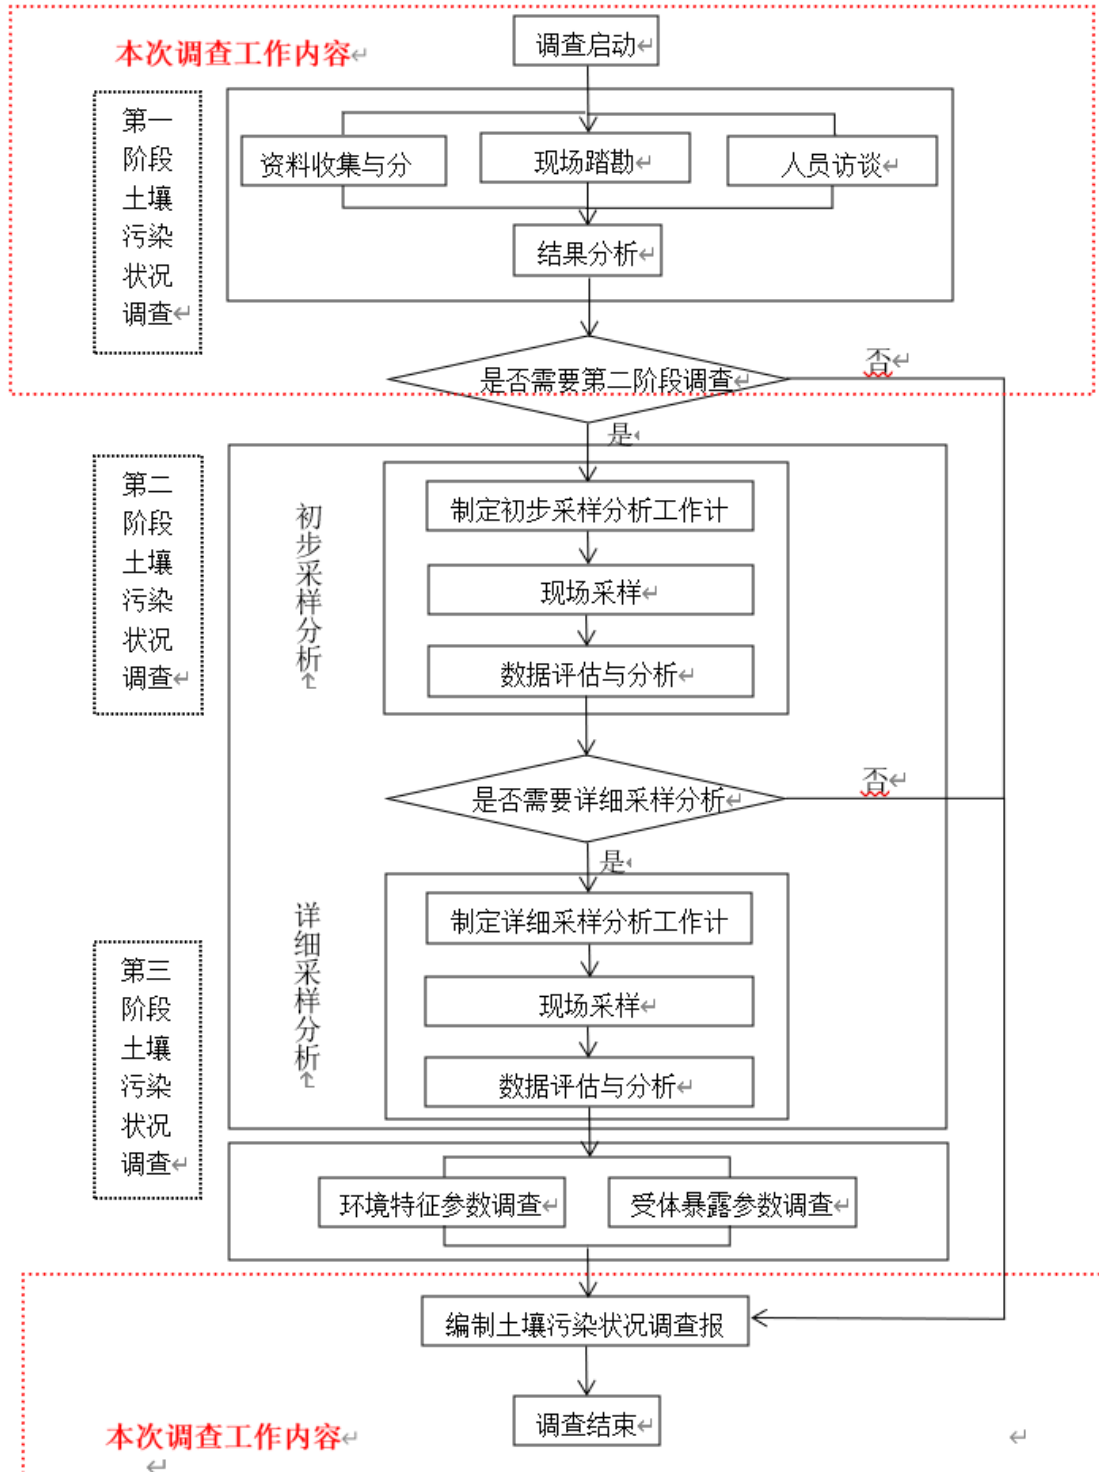 本次调查工作内容
调查启动
第一
阶段
土壤
污染
状况
调查
资料收集与分
现场踏勘
人员访谈
结果分析
是否需要第二阶段调查
否
是
第二
阶段
土壤
污染
状况
调查
初步采样分析
制定初步采样分析工作计
现场采样
数据评估与分析
是否需要详细采样分析
否
是
详细采样分析
制定详细采样分析工作计
现场采样
数据评估与分析
第三
阶段
土壤
污染
状况
调查
环境特征参数调查
受体暴露参数调查
编制土壤污染状况调查报
调查结束
本次调查工作内容